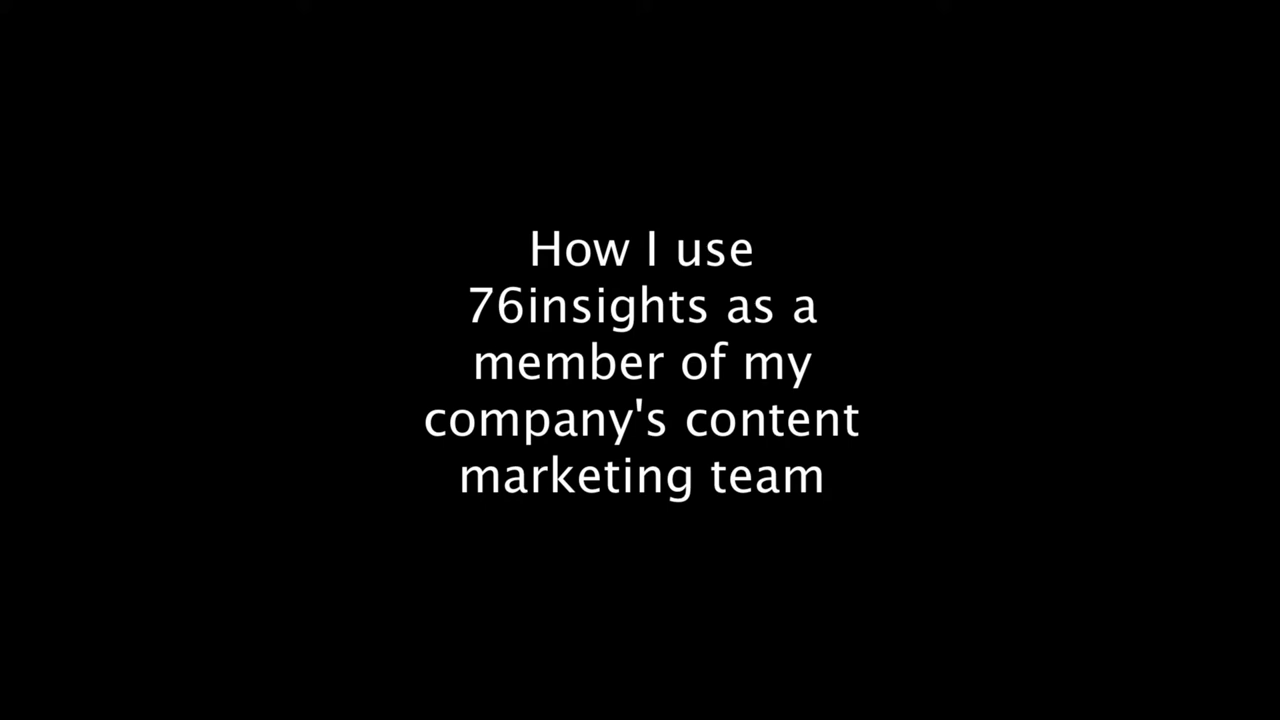 How I use
76insights as a
member of my
company's content
marketing team